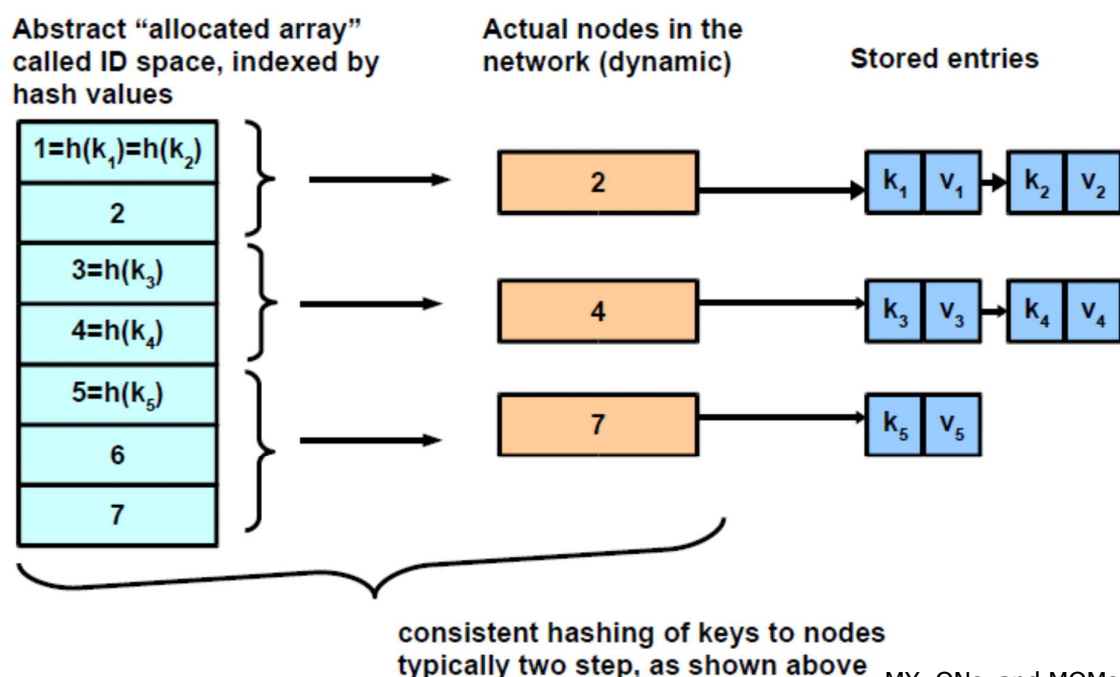 Abstract “allocated array”
called ID space, indexed by
hash values
Actual nodes in the
network (dynamic)
Stored entries
1=h(k₁)=h(k₂)
2
3=h(k₃)
4=h(k₄)
5=h(k₅)
6
7
2
4
7
k₁ v₁ k₂ v₂
k₃ v₃ k₄ v₄
k₅ v₅
consistent hashing of keys to nodes
typically two step, as shown above